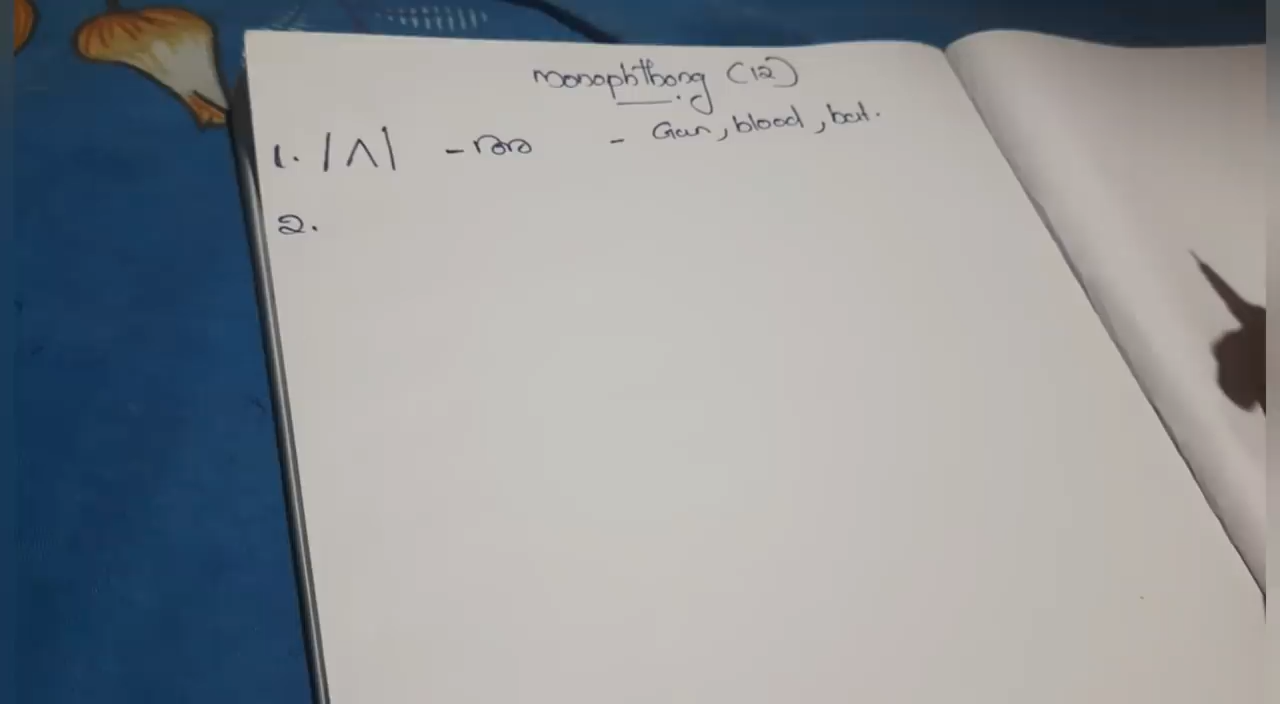 Monophthong (12)
1. /ʌ/ - അ - Gun, blood, but.
2.